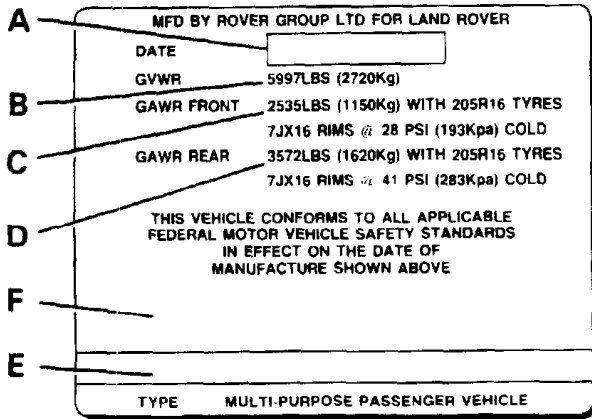 MFD BY ROVER GROUP LTD FOR LAND ROVER
A
DATE
B
GVWR 5997LBS (2720Kg)
GAWR FRONT 2535LBS (1150Kg) WITH 205R16 TYRES
C
7JX16 RIMS @ 28 PSI (193Kpa) COLD
GAWR REAR 3572LBS (1620Kg) WITH 205R16 TYRES
7JX16 RIMS @ 41 PSI (283Kpa) COLD
D
THIS VEHICLE CONFORMS TO ALL APPLICABLE
FEDERAL MOTOR VEHICLE SAFETY STANDARDS
IN EFFECT ON THE DATE OF
MANUFACTURE SHOWN ABOVE
F
E
TYPE MULTI-PURPOSE PASSENGER VEHICLE